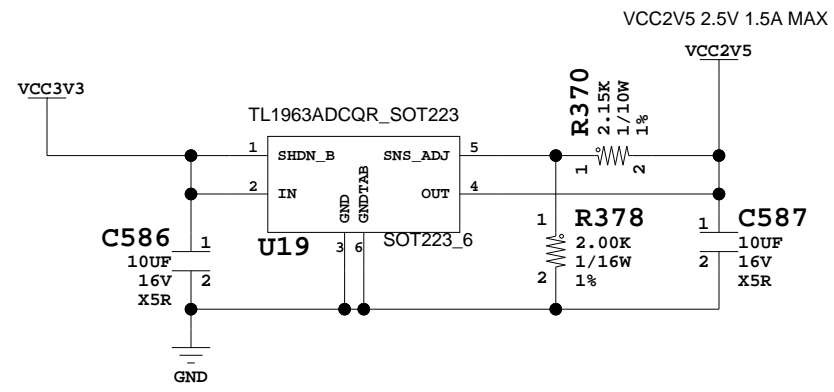 VCC2V5 2.5V 1.5A MAX
VCC2V5
VCC3V3
TL1963ADCQR_SOT223
R370
2.15K
1/10W
1%
1 SHDN_B
SNS_ADJ 5
1 2
2 IN
OUT 4
GND
GNDTAB
3 6
U19
SOT223_6
C586
10UF
16V
X5R
1
2
1
2
R378
2.00K
1/16W
1%
1
2
C587
10UF
16V
X5R
GND